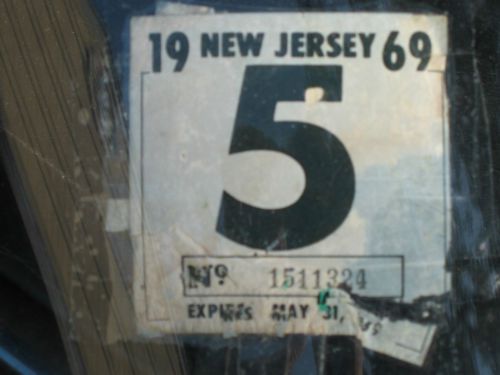 19 NEW JERSEY 69
5
No 1511324
EXPIRES MAY 31,